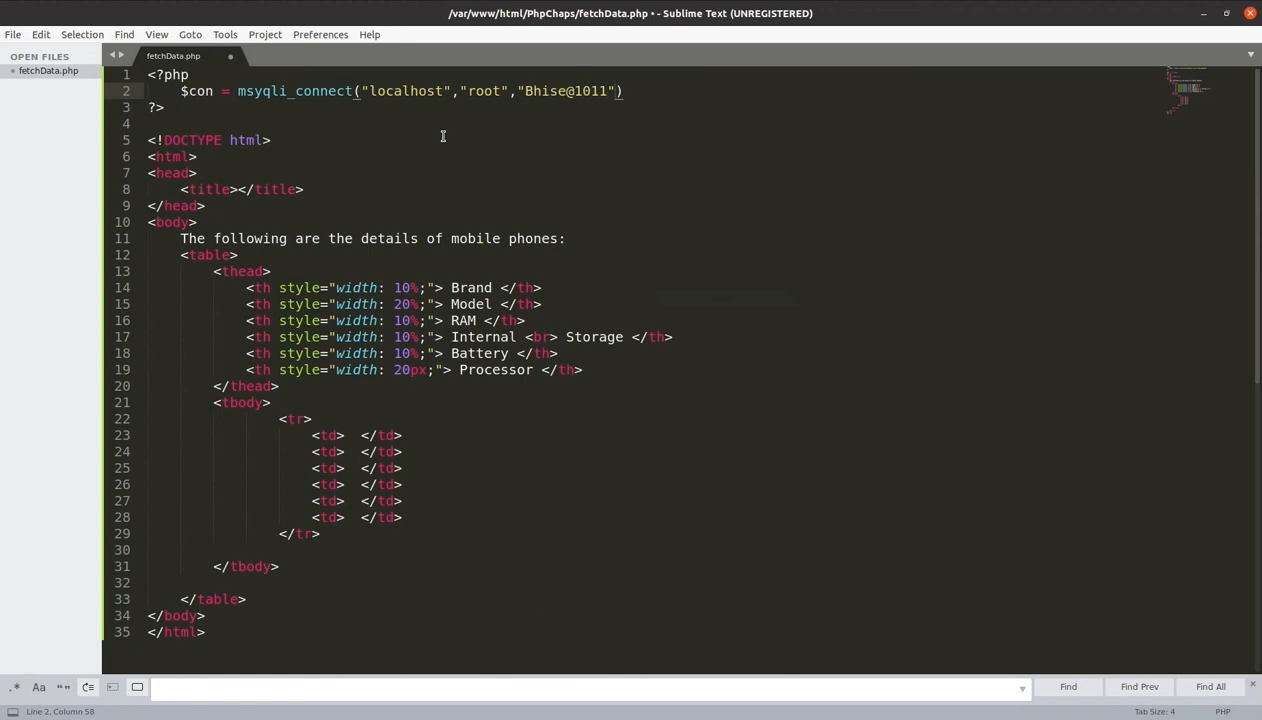 /var/www/html/PhpChaps/fetchData.php • - Sublime Text (UNREGISTERED)
File Edit Selection Find View Goto Tools Project Preferences Help
OPEN FILES
fetchData.php
fetchData.php
1 <?php
2 $con = msyqli_connect("localhost","root","Bhise@1011")
3 ?>
4
5 <!DOCTYPE html>
6 <html>
7 <head>
8 <title></title>
9 </head>
10 <body>
11 The following are the details of mobile phones:
12 <table>
13 <thead>
14 <th style="width: 10%;"> Brand </th>
15 <th style="width: 20%;"> Model </th>
16 <th style="width: 10%;"> RAM </th>
17 <th style="width: 10%;"> Internal <br> Storage </th>
18 <th style="width: 10%;"> Battery </th>
19 <th style="width: 20px;"> Processor </th>
20 </thead>
21 <tbody>
22 <tr>
23 <td>  </td>
24 <td>  </td>
25 <td>  </td>
26 <td>  </td>
27 <td>  </td>
28 <td>  </td>
29 </tr>
30
31 </tbody>
32
33 </table>
34 </body>
35 </html>
.* Aa “” Find Find Prev Find All
Line 2, Column 58 Tab Size: 4 PHP